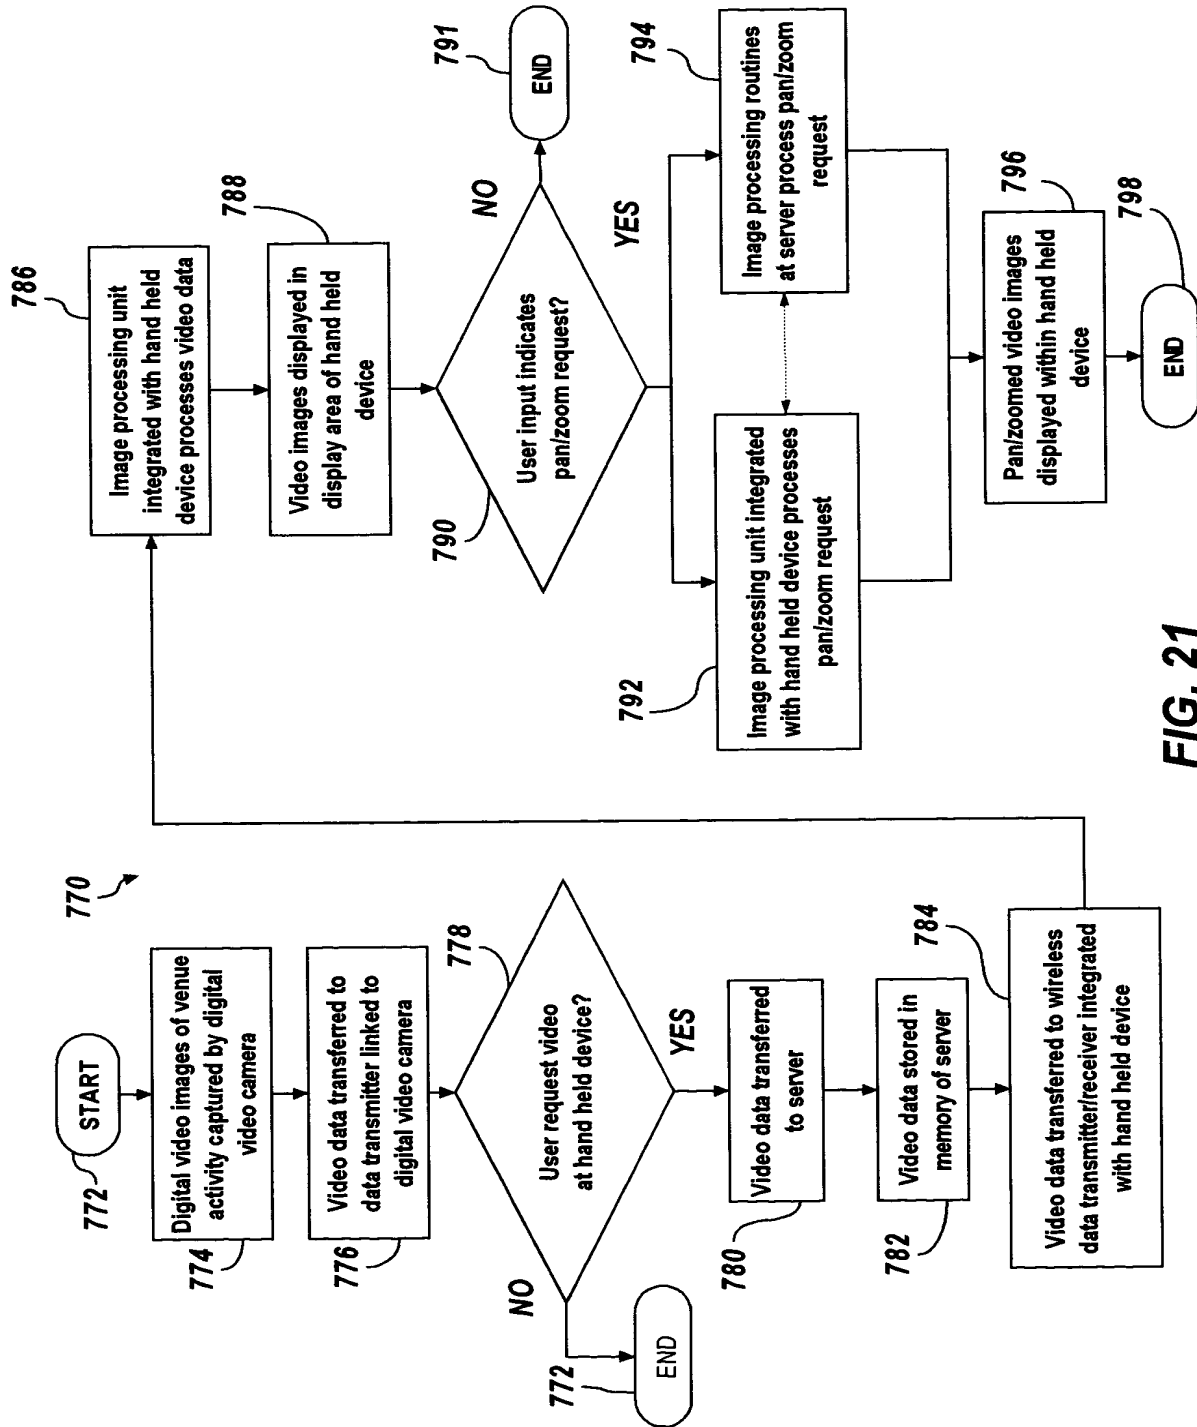 770
START
772
Digital video images of venue
activity captured by digital
video camera
774
Video data transferred to
data transmitter linked to
digital video camera
776
User request video
at hand held device?
778
NO
END
772
YES
Video data transferred
to server
780
Video data stored in
memory of server
782
Video data transferred to wireless
data transmitter/receiver integrated
with hand held device
784
Image processing unit
integrated with hand held
device processes video data
786
Video images displayed in
display area of hand held
device
788
User input indicates
pan/zoom request?
790
NO
END
791
YES
Image processing unit integrated
with hand held device processes
pan/zoom request
792
Image processing routines
at server process pan/zoom
request
794
Pan/zoomed video images
displayed within hand held
device
796
END
798
FIG. 21